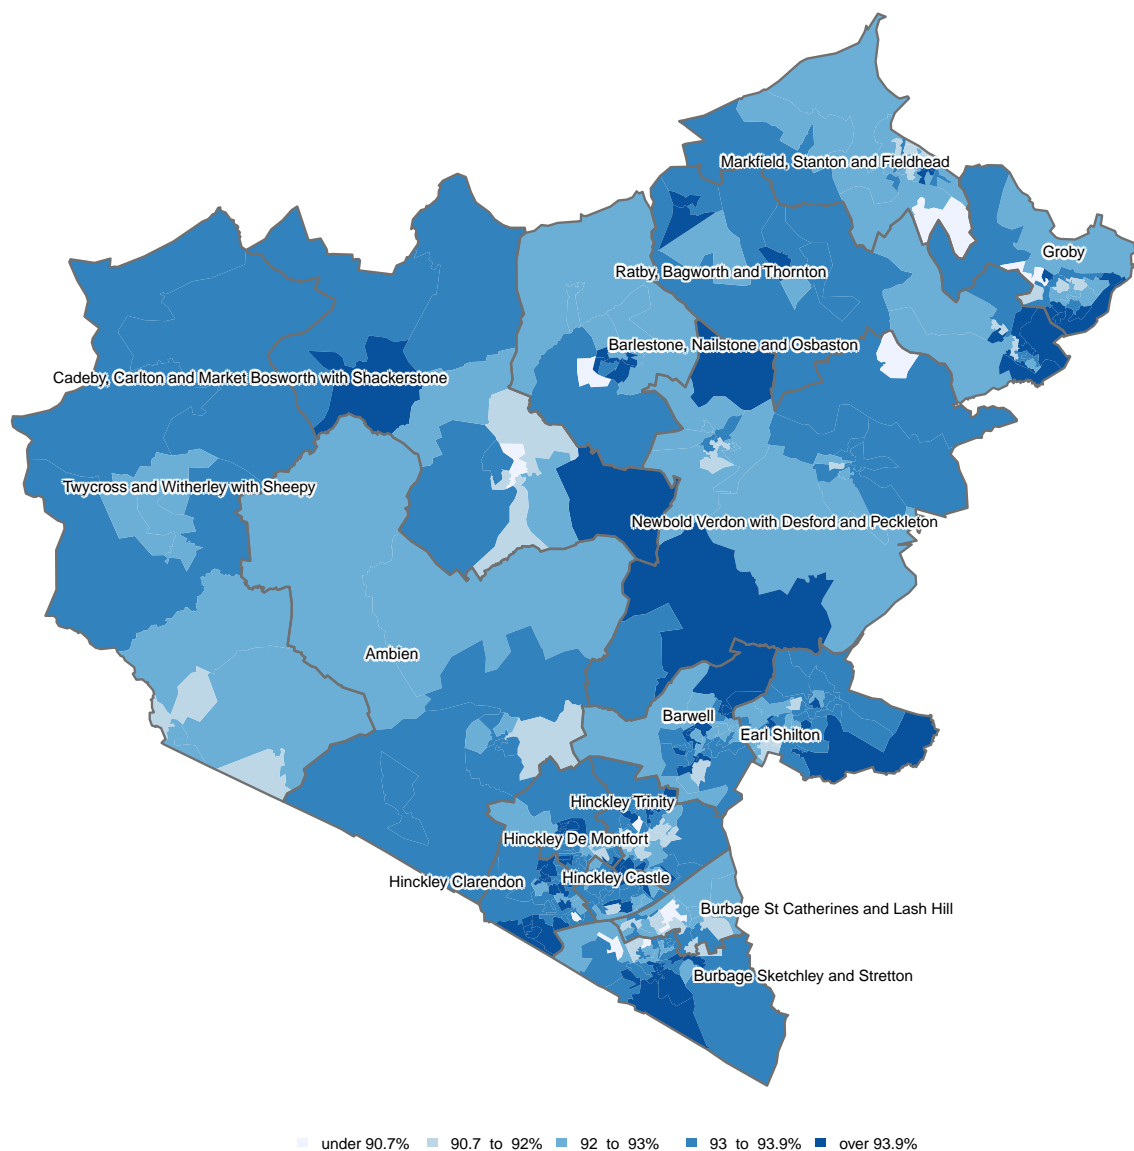 Markfield, Stanton and Fieldhead
Groby
Ratby, Bagworth and Thornton
Barlestone, Nailstone and Osbaston
Cadeby, Carlton and Market Bosworth with Shackerstone
Twycross and Witherley with Sheepy
Newbold Verdon with Desford and Peckleton
Ambien
Barwell
Earl Shilton
Hinckley Trinity
Hinckley De Montfort
Hinckley Castle
Hinckley Clarendon
Burbage St Catherines and Lash Hill
Burbage Sketchley and Stretton
under 90.7% 90.7 to 92% 92 to 93% 93 to 93.9% over 93.9%